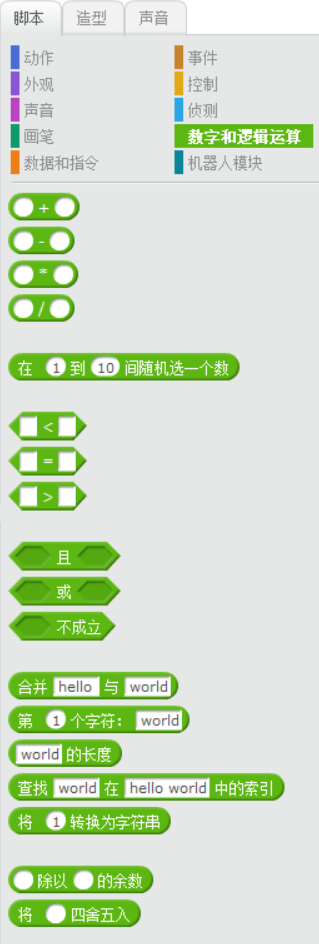 脚本 造型 声音
动作 事件
外观 控制
声音 侦测
画笔 数字和逻辑运算
数据和指令 机器人模块
+
-
*
/
在 1 到 10 间随机选一个数
<
=
>
且
或
不成立
合并 hello 与 world
第 1 个字符： world
world 的长度
查找 world 在 hello world 中的索引
将 1 转换为字符串
除以 的余数
将 四舍五入